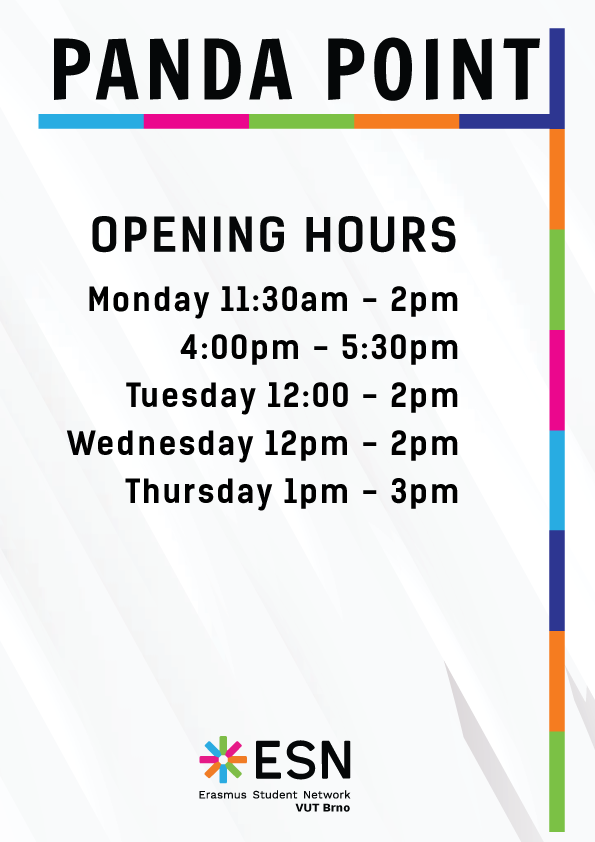 PANDA POINT
OPENING HOURS
Monday 11:30am – 2pm
4:00pm – 5:30pm
Tuesday 12:00 – 2pm
Wednesday 12pm – 2pm
Thursday 1pm – 3pm
ESN
Erasmus Student Network
VUT Brno